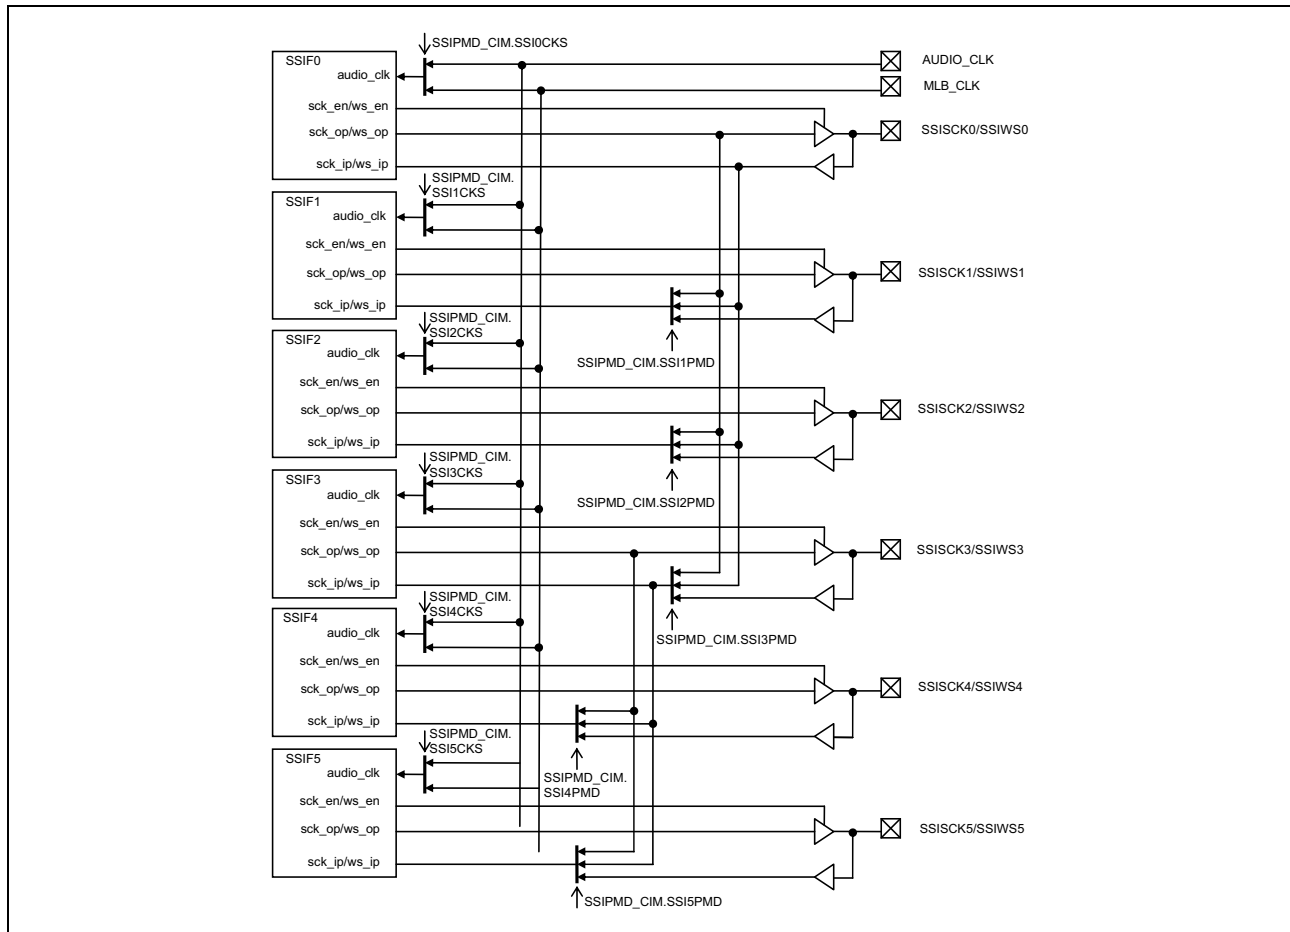 SSIPMD_CIM.SSI0CKS
SSIF0
audio_clk
AUDIO_CLK
MLB_CLK
sck_en/ws_en
sck_op/ws_op
SSISCK0/SSIWS0
sck_ip/ws_ip
SSIPMD_CIM.
SSI1CKS
SSIF1
audio_clk
sck_en/ws_en
sck_op/ws_op
SSISCK1/SSIWS1
sck_ip/ws_ip
SSIPMD_CIM.SSI1PMD
SSIPMD_CIM.
SSI2CKS
SSIF2
audio_clk
sck_en/ws_en
sck_op/ws_op
SSISCK2/SSIWS2
sck_ip/ws_ip
SSIPMD_CIM.SSI2PMD
SSIPMD_CIM.
SSI3CKS
SSIF3
audio_clk
sck_en/ws_en
sck_op/ws_op
SSISCK3/SSIWS3
sck_ip/ws_ip
SSIPMD_CIM.SSI3PMD
SSIPMD_CIM.
SSI4CKS
SSIF4
audio_clk
sck_en/ws_en
sck_op/ws_op
SSISCK4/SSIWS4
sck_ip/ws_ip
SSIPMD_CIM.
SSI4PMD
SSIPMD_CIM.
SSI5CKS
SSIF5
audio_clk
sck_en/ws_en
sck_op/ws_op
SSISCK5/SSIWS5
sck_ip/ws_ip
SSIPMD_CIM.SSI5PMD